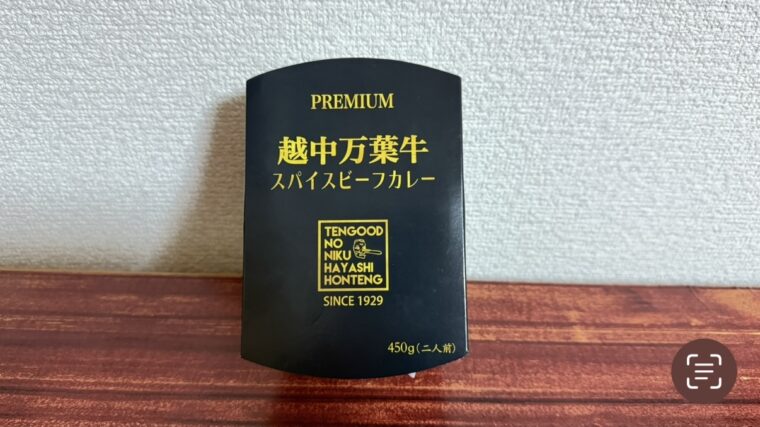 PREMIUM
越中万葉牛
スパイスビーフカレー
TENGOOD
NO
NIKU
HAYASHI
HONTENG
SINCE 1929
450g(二人前)